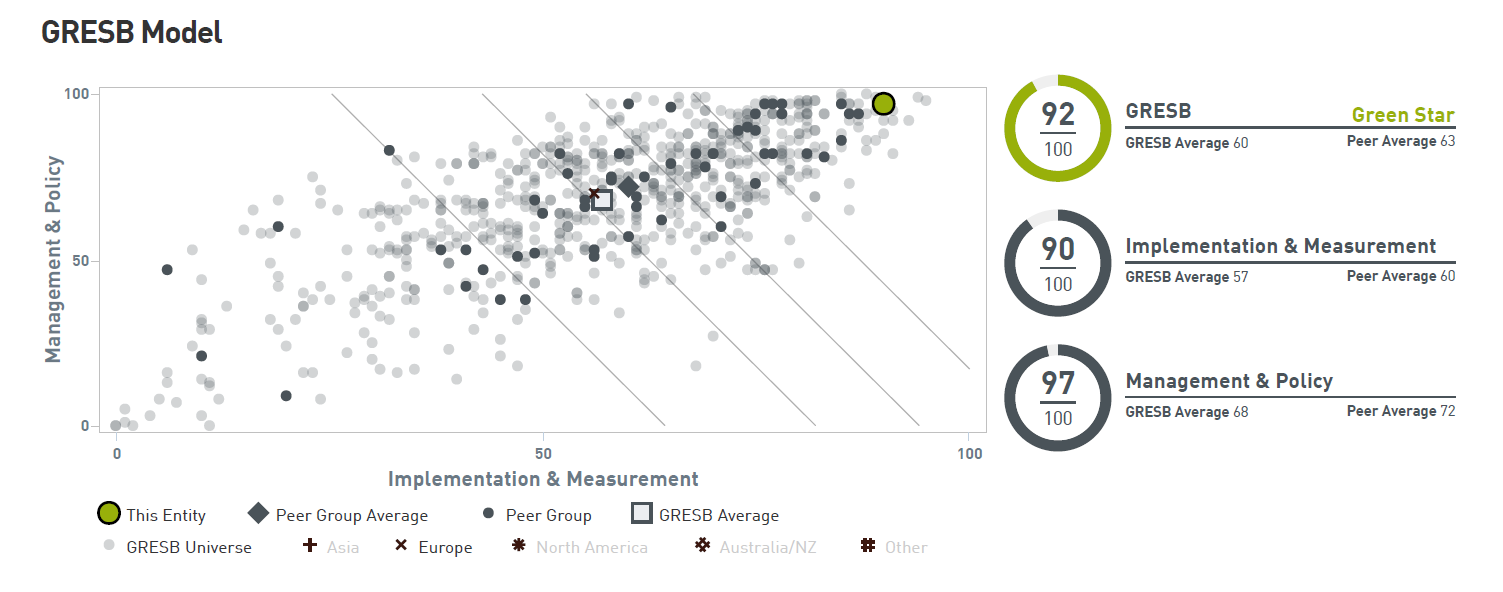 GRESB Model
100
50
0
Management & Policy
0
50
100
Implementation & Measurement
This Entity
Peer Group Average
Peer Group
GRESB Average
GRESB Universe
Asia
Europe
North America
Australia/NZ
Other
92
100
GRESB
Green Star
GRESB Average 60
Peer Average 63
90
100
Implementation & Measurement
GRESB Average 57
Peer Average 60
97
100
Management & Policy
GRESB Average 68
Peer Average 72